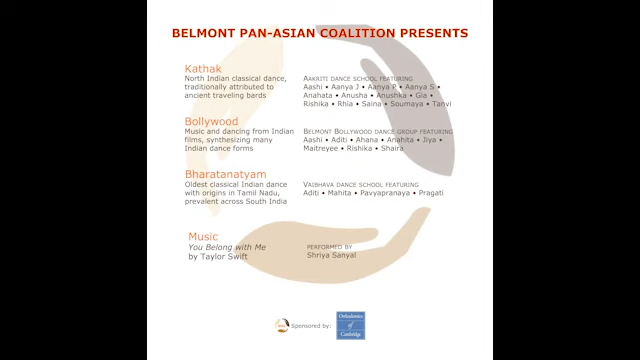 BELMONT PAN-ASIAN COALITION PRESENTS
Kathak
North Indian classical dance,
traditionally attributed to
ancient traveling bards
AAKRITI DANCE SCHOOL FEATURING
Aashi • Aanya J • Aanya P • Aanya S •
Anahata • Anusha • Anushka • Gia •
Rishika • Rhia • Saina • Soumaya • Tanvi
Bollywood
Music and dancing from Indian
films, synthesizing many
Indian dance forms
BELMONT BOLLYWOOD DANCE GROUP FEATURING
Aashi • Aditi • Ahana • Anahita • Jiya •
Maitreyee • Rishika • Shaira
Bharatanatyam
Oldest classical Indian dance
with origins in Tamil Nadu,
prevalent across South India
VAIBHAVA DANCE SCHOOL FEATURING
Aditi • Mahita • Pavyapranaya • Pragati
Music
You Belong with Me
by Taylor Swift
PERFORMED BY
Shriya Sanyal
Sponsored by:
Orthodontics
of
Cambridge